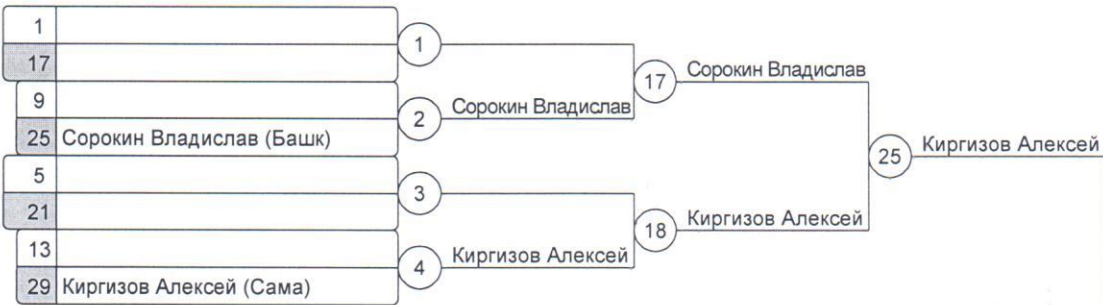 1
17
1
9
25 Сорокин Владислав (Башк)
2
Сорокин Владислав
17
Сорокин Владислав
5
21
3
13
29 Киргизов Алексей (Сама)
4
Киргизов Алексей
18
Киргизов Алексей
25
Киргизов Алексей